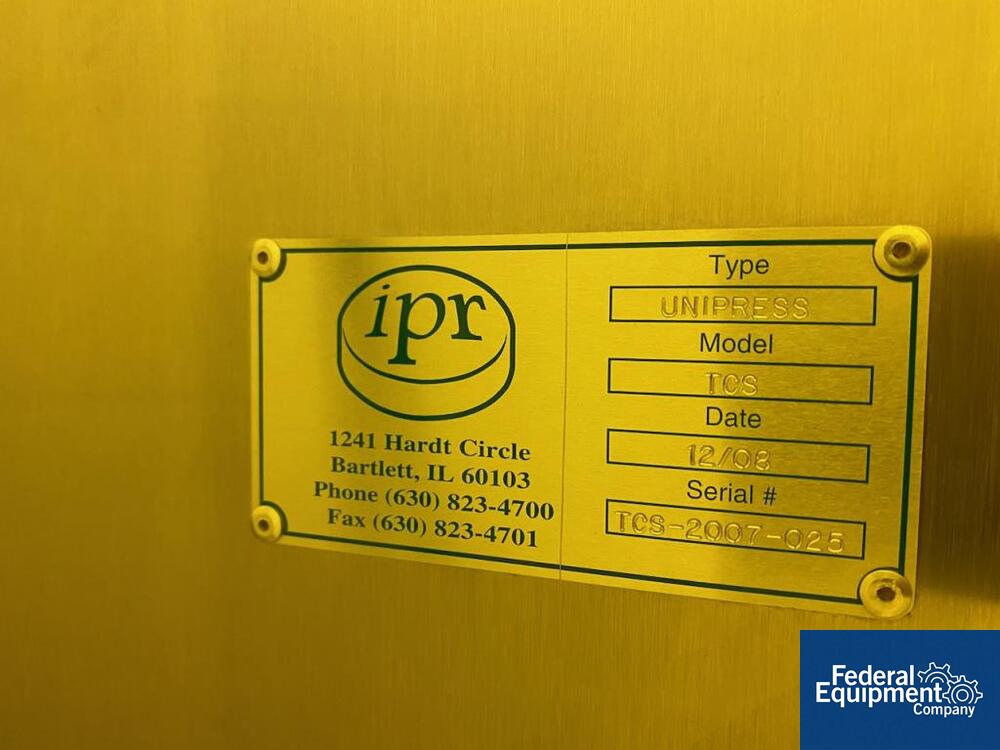 ipr
1241 Hardt Circle
Bartlett, IL 60103
Phone (630) 823-4700
Fax (630) 823-4701
Type
UNIPRESS
Model
TCS
Date
12/08
Serial #
TCS-2007-025
Federal
Equipment
Company